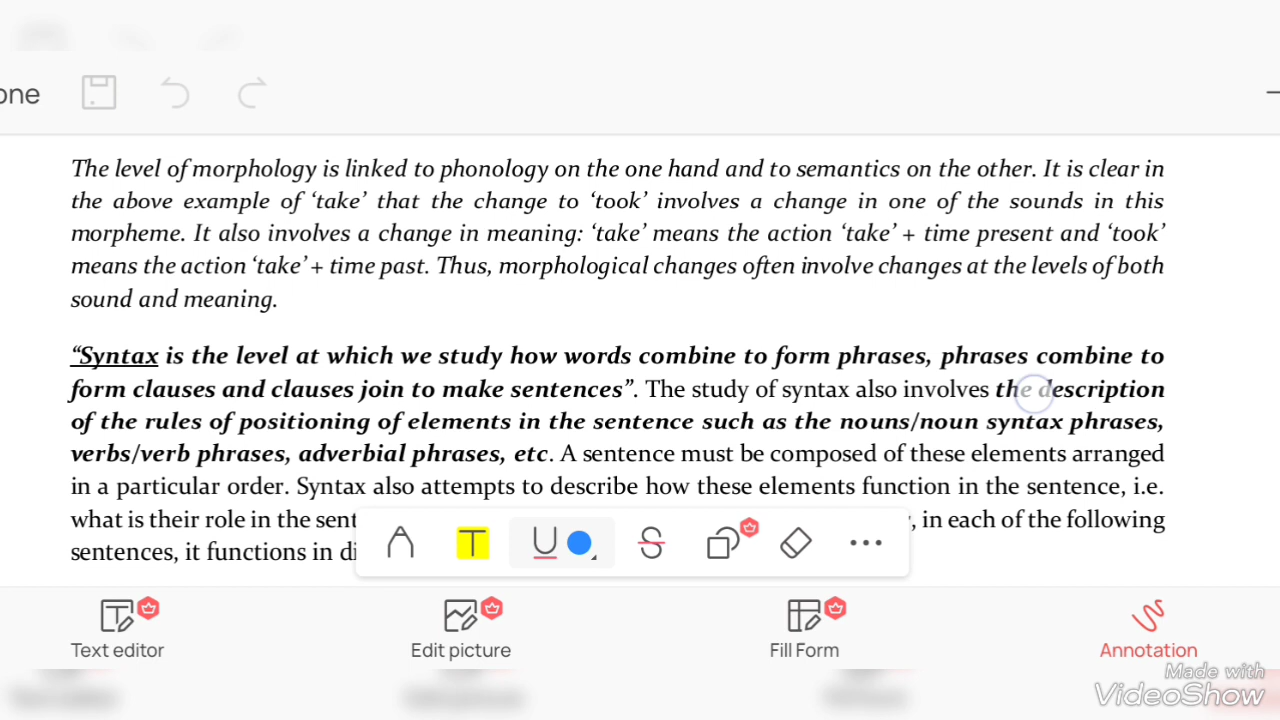 one
The level of morphology is linked to phonology on the one hand and to semantics on the other. It is clear in
the above example of ‘take’ that the change to ‘took’ involves a change in one of the sounds in this
morpheme. It also involves a change in meaning: ‘take’ means the action ‘take’ + time present and ‘took’
means the action ‘take’ + time past. Thus, morphological changes often involve changes at the levels of both
sound and meaning.
“Syntax is the level at which we study how words combine to form phrases, phrases combine to
form clauses and clauses join to make sentences”. The study of syntax also involves the description
of the rules of positioning of elements in the sentence such as the nouns/noun syntax phrases,
verbs/verb phrases, adverbial phrases, etc. A sentence must be composed of these elements arranged
in a particular order. Syntax also attempts to describe how these elements function in the sentence, i.e.
what is their role in the sent , in each of the following
sentences, it functions in di
Text editor
Edit picture
Fill Form
Annotation
Made with
VideoShow